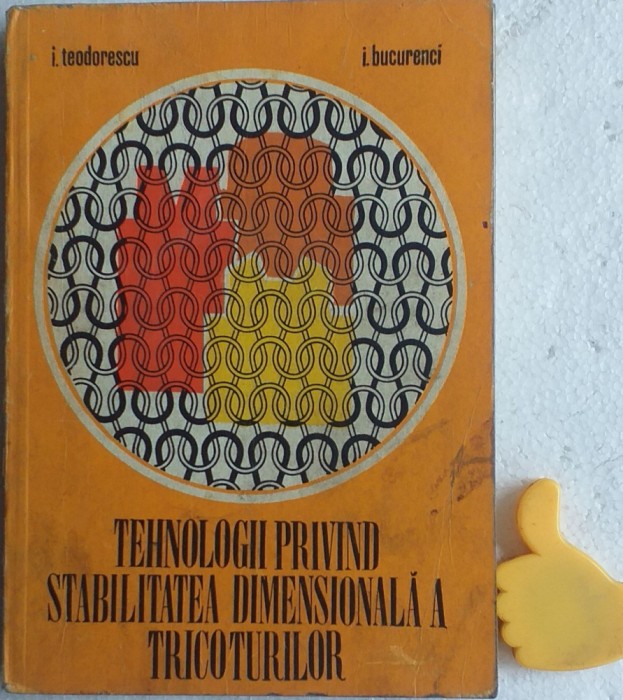 i. teodorescu
i. bucurenci
TEHNOLOGII PRIVIND
STABILITATEA DIMENSIONALĂ A
TRICOTURILOR